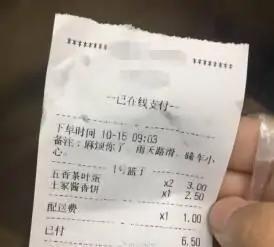 ********
********
—已在线支付—
下单时间 10-15 09:03
备注：麻烦你了，雨天路滑，骑车小
心。
1号篮子
五香茶叶蛋 x2 3.00
土家酱香饼 x1 2.50
配送费 x1 1.00
已付 6.50